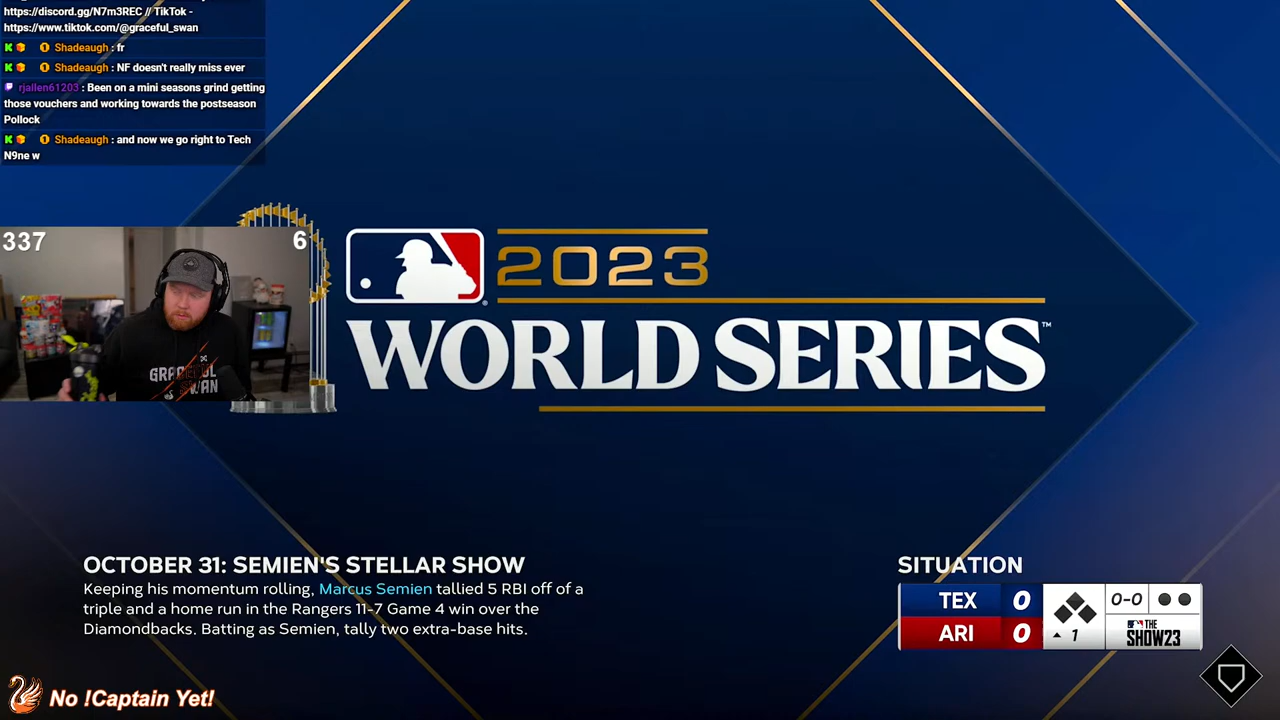 https://discord.gg/N7m3REC // TikTok -
https://www.tiktok.com/@graceful_swan
Shadeaugh : fr
Shadeaugh : NF doesn't really miss ever
rjallen61203 : Been on a mini seasons grind getting
those vouchers and working towards the postseason
Pollock
Shadeaugh : and now we go right to Tech
N9ne w
337
6
GRACEFUL
SWAN
2023
WORLD SERIES™
OCTOBER 31: SEMIEN'S STELLAR SHOW
Keeping his momentum rolling, Marcus Semien tallied 5 RBI off of a
triple and a home run in the Rangers 11-7 Game 4 win over the
Diamondbacks. Batting as Semien, tally two extra-base hits.
SITUATION
TEX 0
ARI 0
1
0-0
THE
SHOW23
No !Captain Yet!